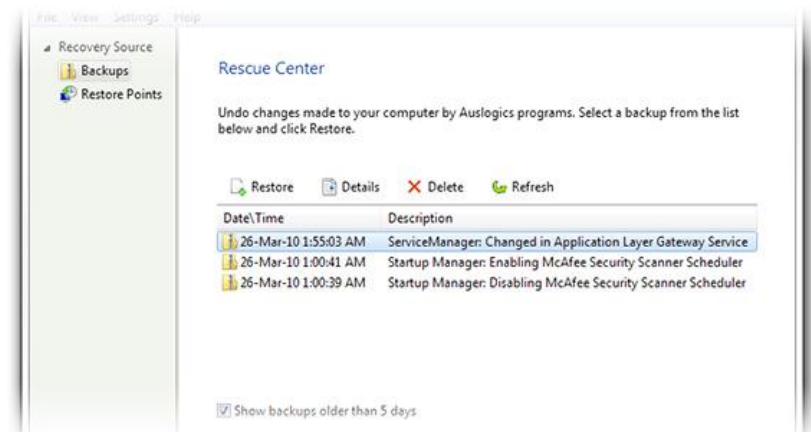 File View Settings Help
Recovery Source
Backups
Restore Points
Rescue Center
Undo changes made to your computer by Auslogics programs. Select a backup from the list
below and click Restore.
Restore Details Delete Refresh
Date\Time Description
26-Mar-10 1:55:03 AM ServiceManager: Changed in Application Layer Gateway Service
26-Mar-10 1:00:41 AM Startup Manager: Enabling McAfee Security Scanner Scheduler
26-Mar-10 1:00:39 AM Startup Manager: Disabling McAfee Security Scanner Scheduler
Show backups older than 5 days